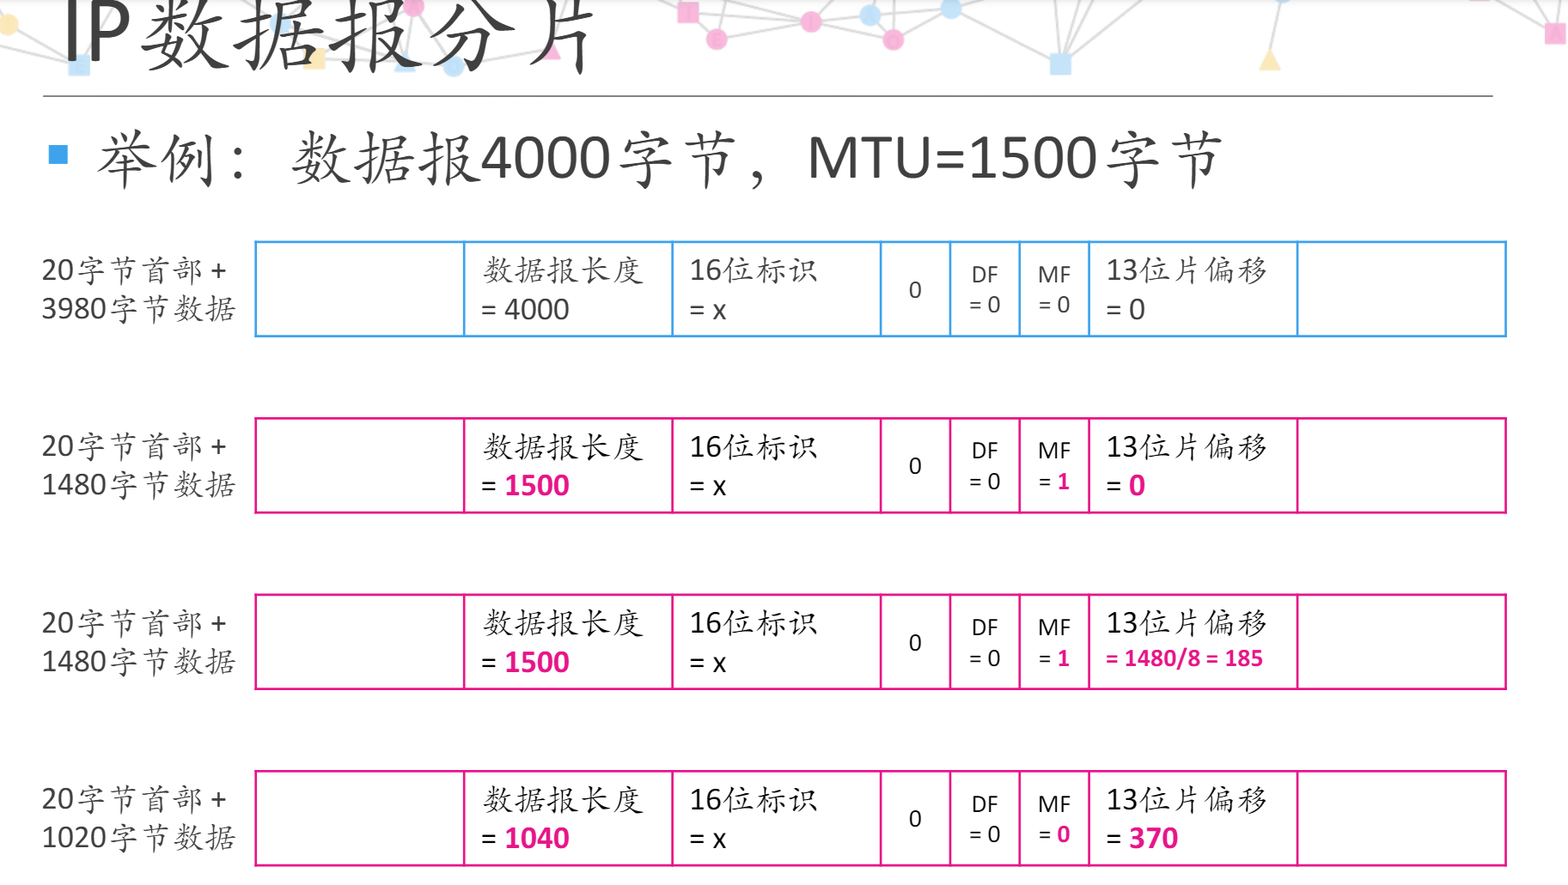 IP数据报分片
举例： 数据报4000字节，MTU=1500字节
20字节首部 +
3980字节数据
数据报长度
= 4000
16位标识
= x
0
DF
= 0
MF
= 0
13位片偏移
= 0
20字节首部 +
1480字节数据
数据报长度
= 1500
16位标识
= x
0
DF
= 0
MF
= 1
13位片偏移
= 0
20字节首部 +
1480字节数据
数据报长度
= 1500
16位标识
= x
0
DF
= 0
MF
= 1
13位片偏移
= 1480/8 = 185
20字节首部 +
1020字节数据
数据报长度
= 1040
16位标识
= x
0
DF
= 0
MF
= 0
13位片偏移
= 370